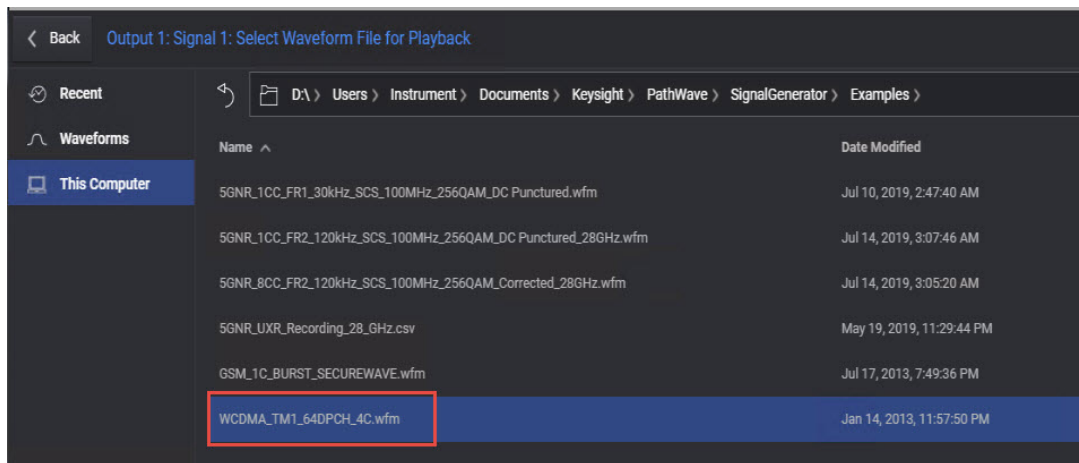 Back Output 1: Signal 1: Select Waveform File for Playback
Recent
Waveforms
This Computer
D:\ Users Instrument Documents Keysight PathWave SignalGenerator Examples
Name Date Modified
5GNR_1CC_FR1_30kHz_SCS_100MHz_256QAM_DC Punctured.wfm Jul 10, 2019, 2:47:40 AM
5GNR_1CC_FR2_120kHz_SCS_100MHz_256QAM_DC Punctured_28GHz.wfm Jul 14, 2019, 3:07:46 AM
5GNR_8CC_FR2_120kHz_SCS_100MHz_256QAM_Corrected_28GHz.wfm Jul 14, 2019, 3:05:20 AM
5GNR_UXR_Recording_28_GHz.csv May 19, 2019, 11:29:44 PM
GSM_1C_BURST_SECUREWAVE.wfm Jul 17, 2013, 7:49:36 PM
WCDMA_TM1_64DPCH_4C.wfm Jan 14, 2013, 11:57:50 PM